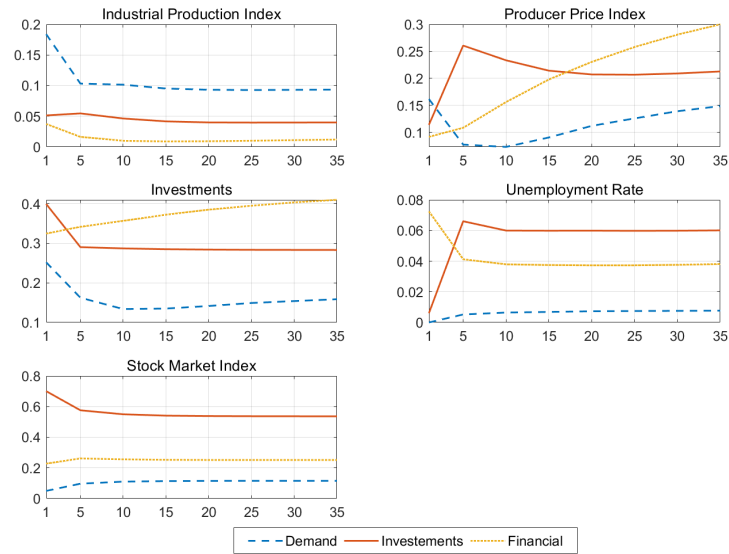 Industrial Production Index
0.2
0.15
0.1
0.05
0
1 5 10 15 20 25 30 35
Producer Price Index
0.3
0.25
0.2
0.15
0.1
1 5 10 15 20 25 30 35
Investments
0.4
0.3
0.2
0.1
1 5 10 15 20 25 30 35
Unemployment Rate
0.08
0.06
0.04
0.02
0
1 5 10 15 20 25 30 35
Stock Market Index
0.8
0.6
0.4
0.2
0
1 5 10 15 20 25 30 35
Demand Investements Financial